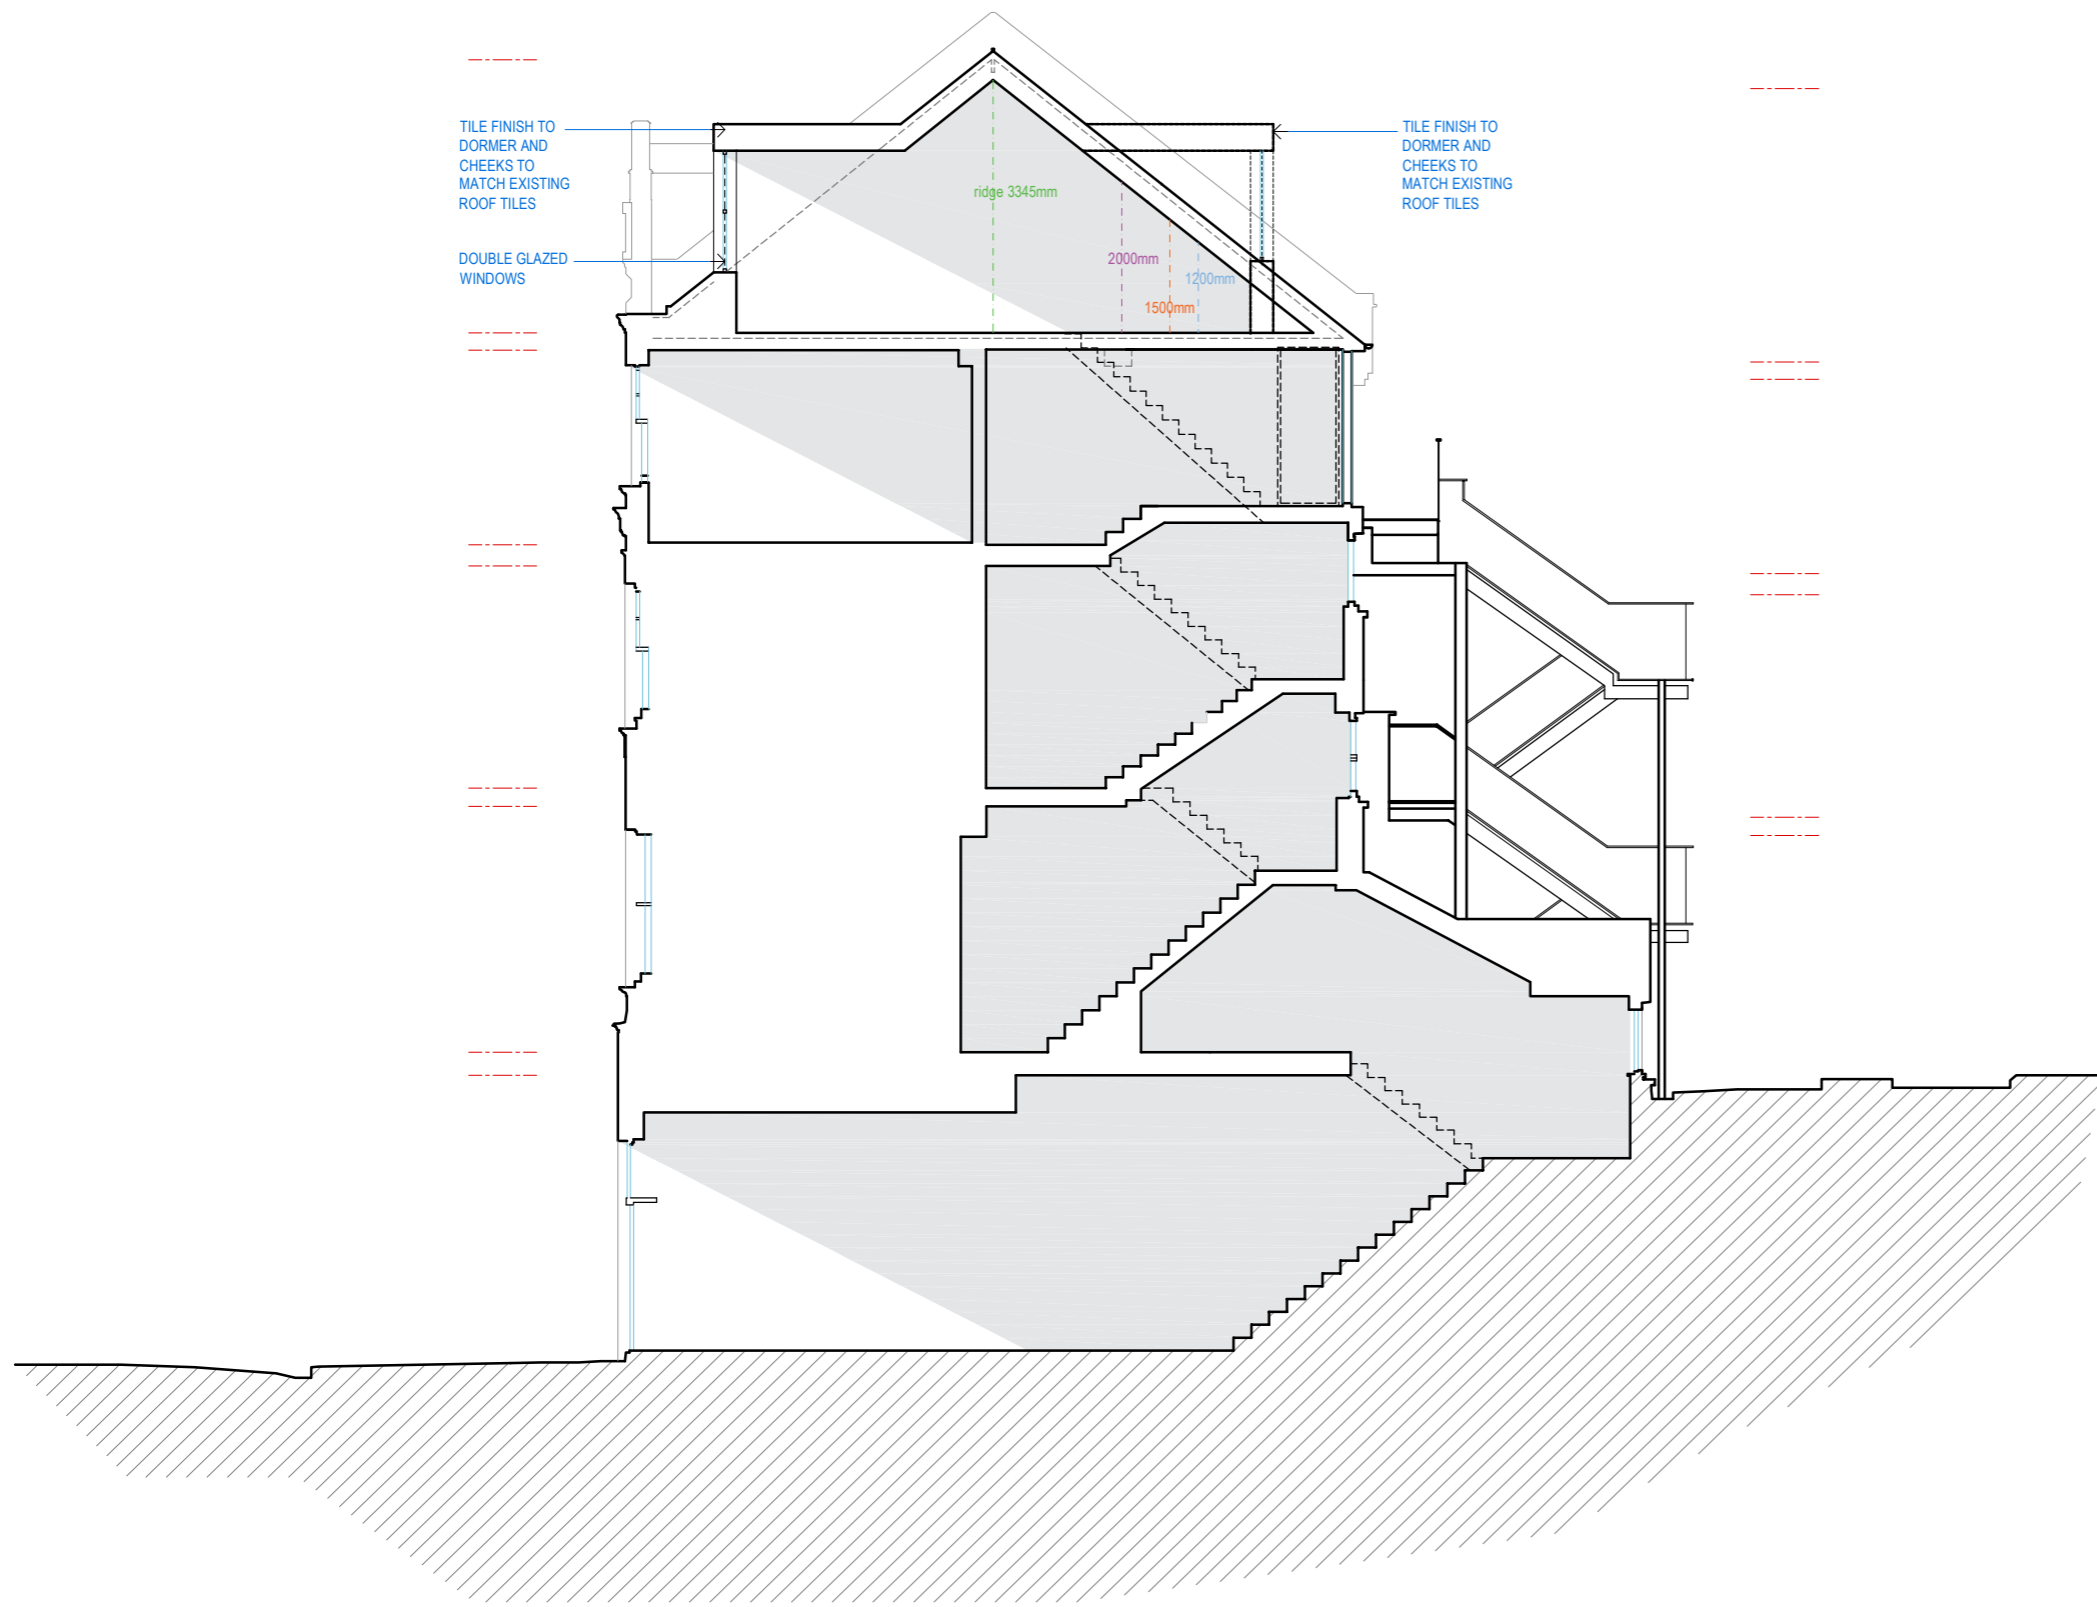 TILE FINISH TO
DORMER AND
CHEEKS TO
MATCH EXISTING
ROOF TILES
DOUBLE GLAZED
WINDOWS
ridge 3345mm
2000mm
1500mm
1200mm
TILE FINISH TO
DORMER AND
CHEEKS TO
MATCH EXISTING
ROOF TILES